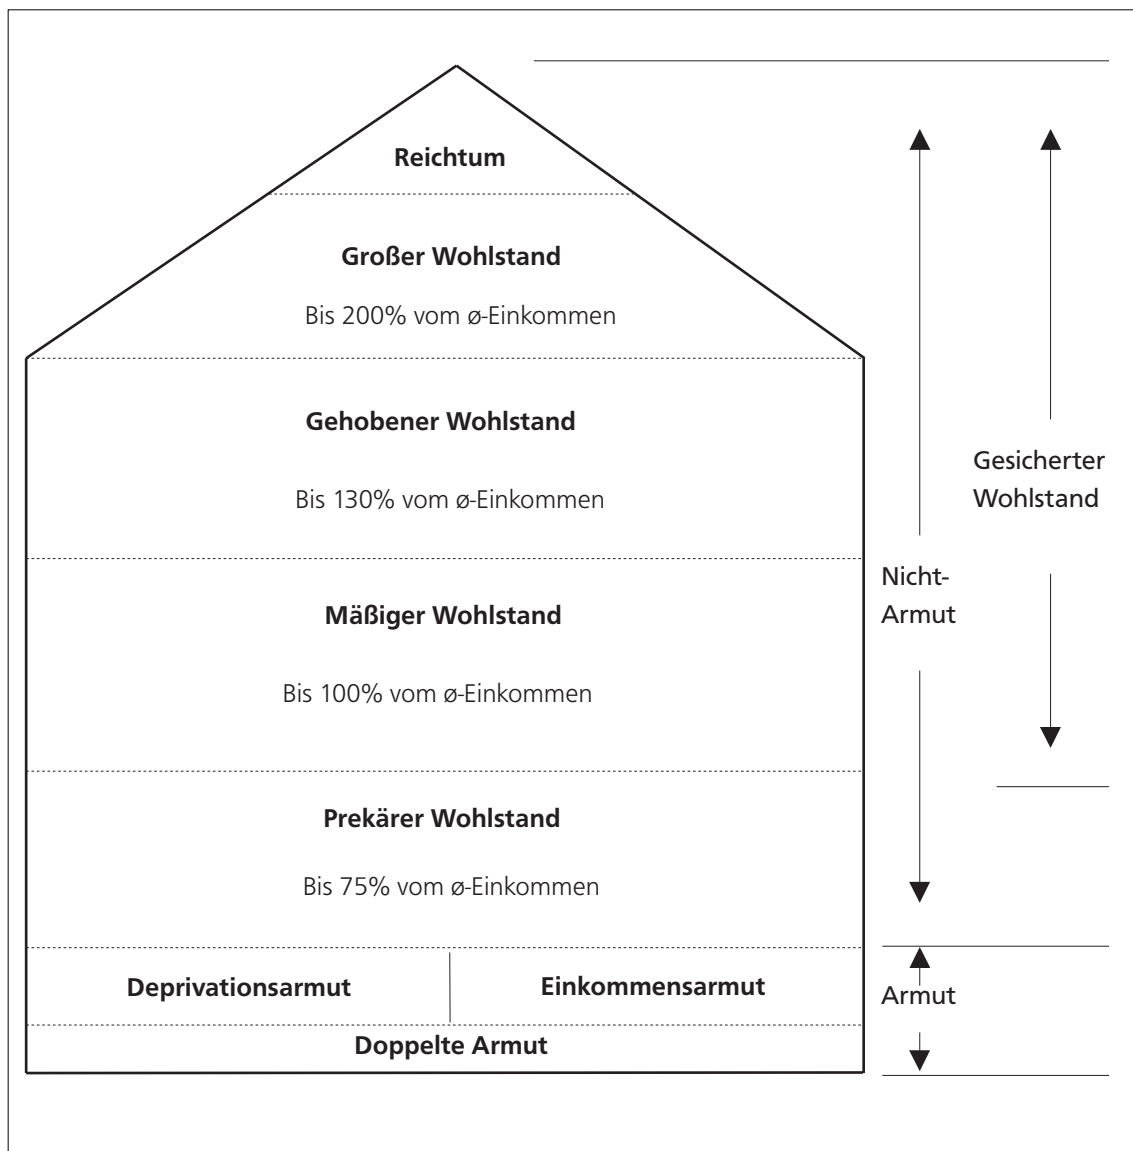 Reichtum
Großer Wohlstand
Bis 200% vom ø-Einkommen
Gehobener Wohlstand
Bis 130% vom ø-Einkommen
Mäßiger Wohlstand
Bis 100% vom ø-Einkommen
Prekärer Wohlstand
Bis 75% vom ø-Einkommen
Deprivationsarmut
Einkommensarmut
Doppelte Armut
Nicht-
Armut
Gesicherter
Wohlstand
Armut